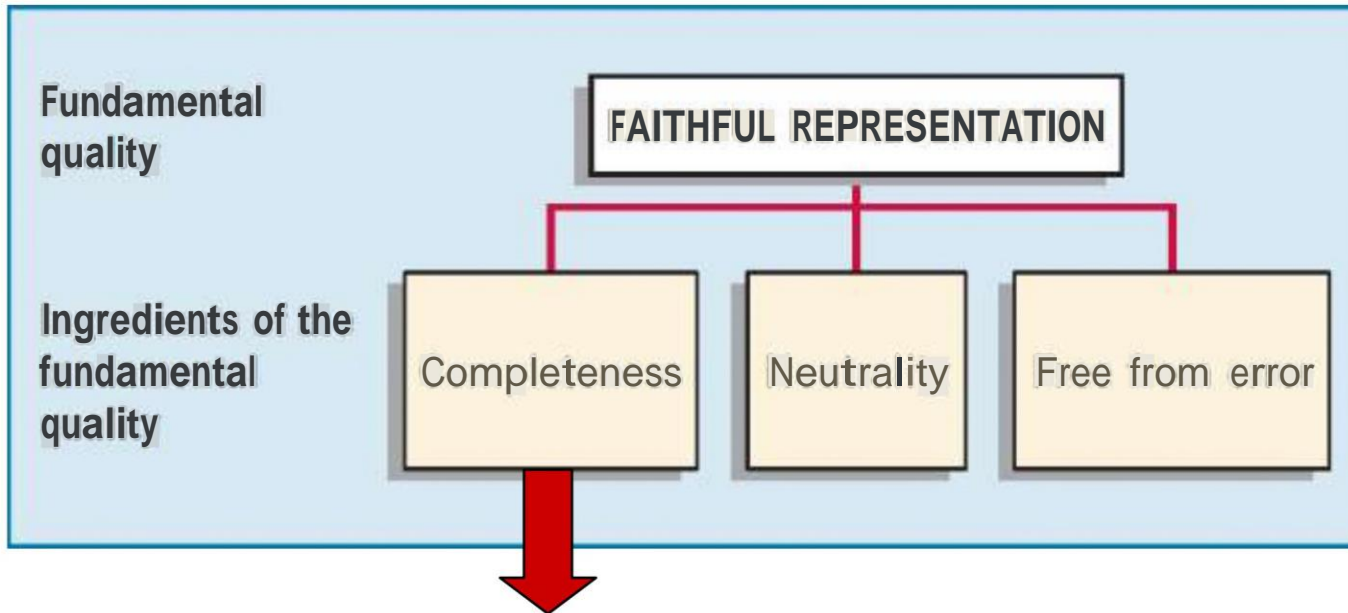 Fundamental
quality
FAITHFUL REPRESENTATION
Ingredients of the
fundamental
quality
Completeness
Neutrality
Free from error